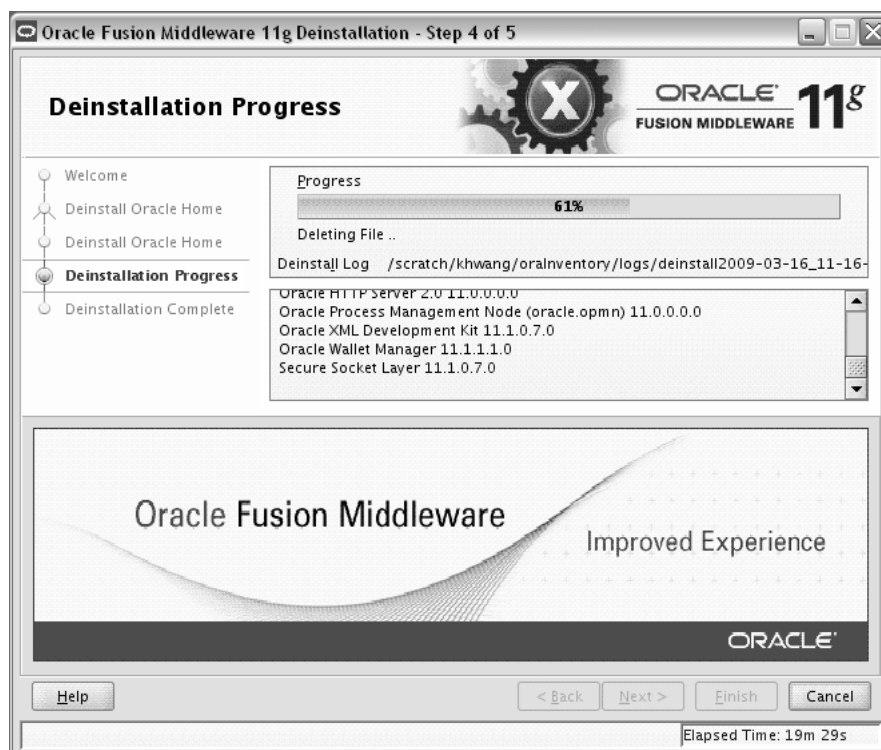 Oracle Fusion Middleware 11g Deinstallation - Step 4 of 5
Deinstallation Progress
X
ORACLE
FUSION MIDDLEWARE
11g
Welcome
Deinstall Oracle Home
Deinstall Oracle Home
Deinstallation Progress
Deinstallation Complete
Progress
61%
Deleting File ..
Deinstall Log /scratch/khwang/oraInventory/logs/deinstall2009-03-16_11-16-
Oracle HTTP Server 2.0 11.0.0.0.0
Oracle Process Management Node (oracle.opmn) 11.0.0.0.0
Oracle XML Development Kit 11.1.0.7.0
Oracle Wallet Manager 11.1.1.1.0
Secure Socket Layer 11.1.0.7.0
Oracle Fusion Middleware
Improved Experience
ORACLE
Help
< Back
Next >
Finish
Cancel
Elapsed Time: 19m 29s